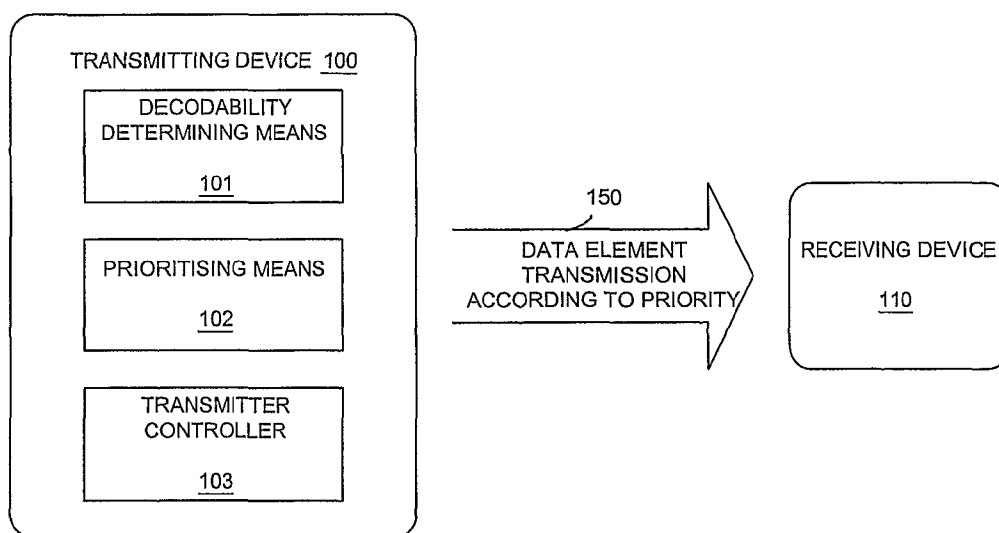 TRANSMITTING DEVICE 100
DECODABILITY
DETERMINING MEANS
101
PRIORITISING MEANS
102
TRANSMITTER
CONTROLLER
103
150
DATA ELEMENT
TRANSMISSION
ACCORDING TO PRIORITY
RECEIVING DEVICE
110